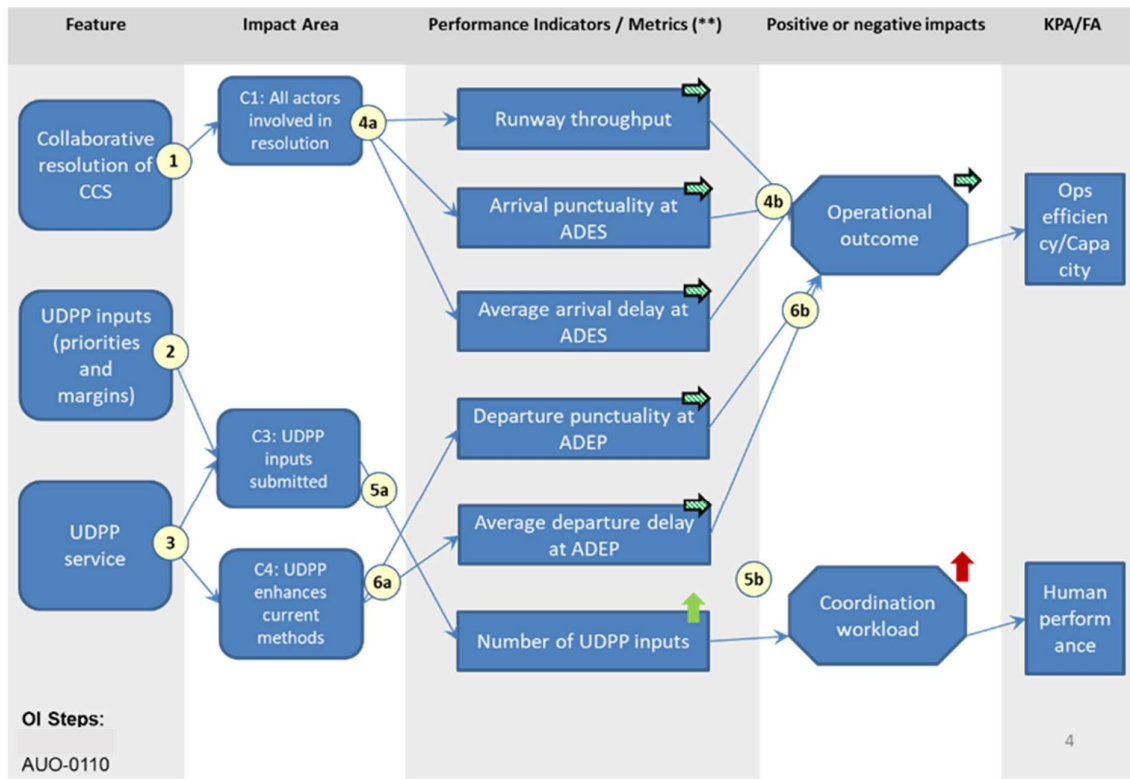 Feature
Impact Area
Performance Indicators / Metrics (**)
Positive or negative impacts
KPA/FA
Collaborative
resolution of
CCS
1
C1: All actors
involved in
resolution
4a
Runway throughput
Arrival punctuality at
ADES
Average arrival delay at
ADES
4b
Operational
outcome
Ops
efficien
cy/Capa
city
UDPP inputs
(priorities
and
margins)
2
6b
Departure punctuality at
ADEP
C3: UDPP
inputs
submitted
5a
UDPP
service
3
C4: UDPP
enhances
current
methods
6a
Average departure delay
at ADEP
5b
Number of UDPP inputs
Coordination
workload
Human
perform
ance
OI Steps:
AUO-0110
4